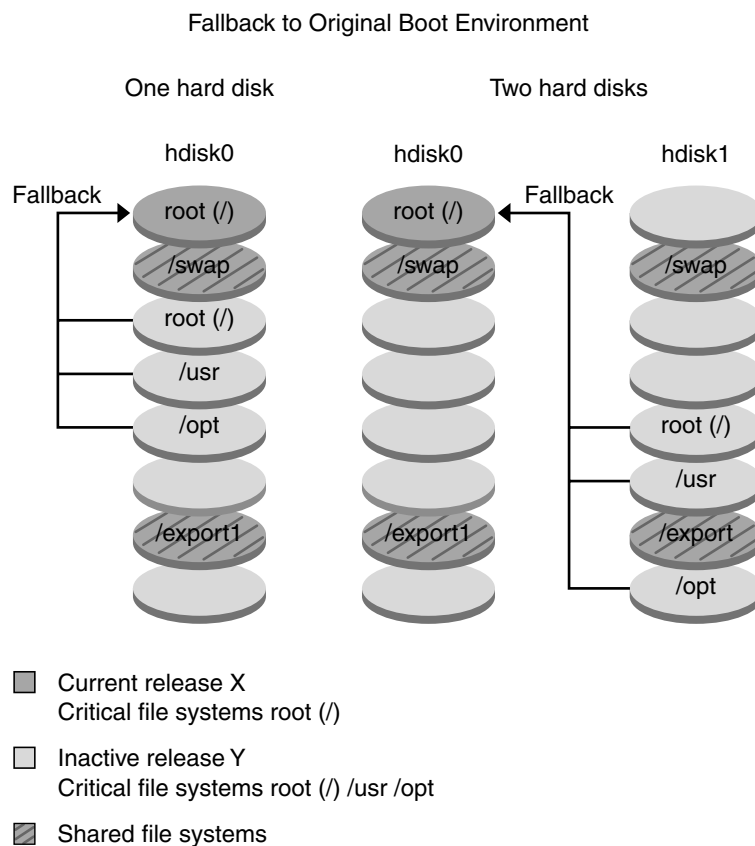 Fallback to Original Boot Environment
One hard disk
Two hard disks
hdisk0
hdisk0
hdisk1
Fallback
root (/)
root (/)
Fallback
/swap
/swap
/swap
root (/)
/usr
/opt
root (/)
/usr
/export1
/export1
/export
/opt
Current release X
Critical file systems root (/)
Inactive release Y
Critical file systems root (/) /usr /opt
Shared file systems